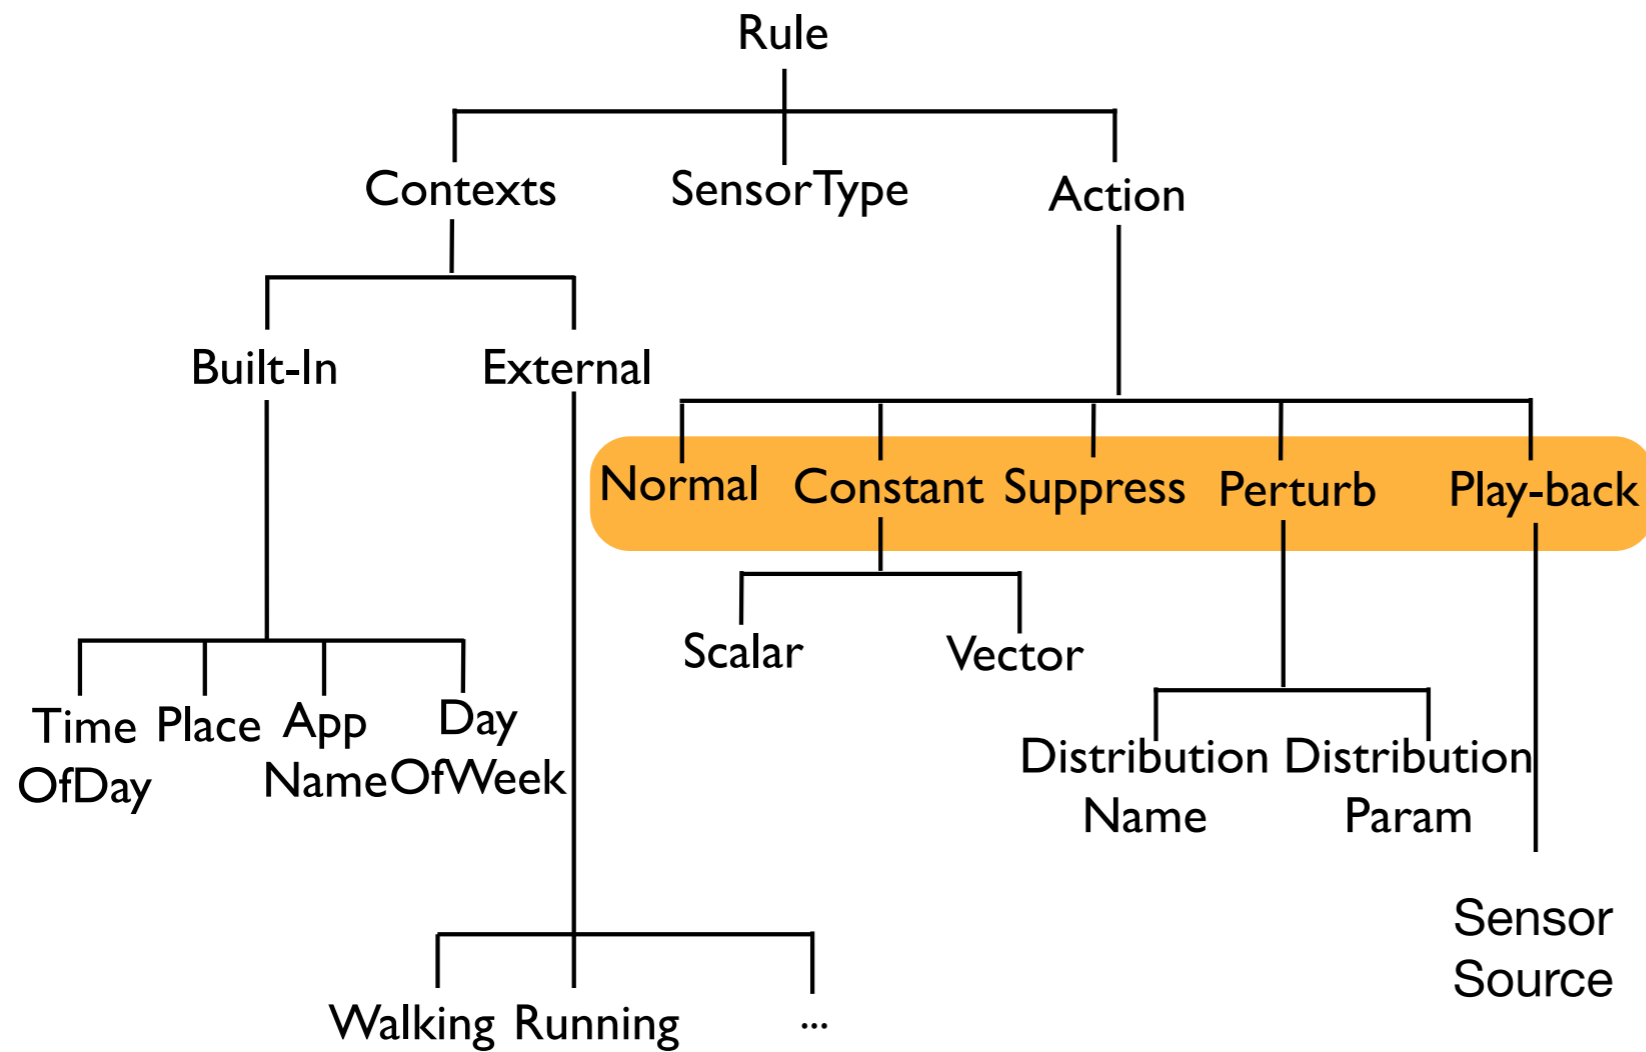 Rule
Contexts
SensorType
Action
Built-In
External
Normal
Constant
Suppress
Perturb
Play-back
Scalar
Vector
Time
OfDay
Place
App
Name
Day
OfWeek
Distribution
Name
Distribution
Param
Sensor
Source
Walking
Running
...